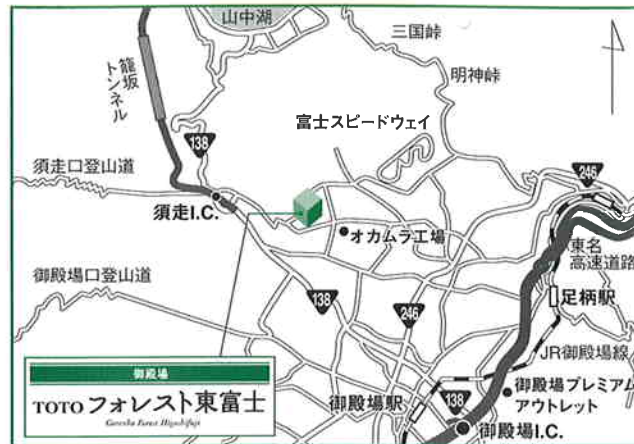 山中湖
三国峠
明神峠
籠坂
トンネル
138
富士スピードウェイ
246
須走口登山道
須走I.C.
オカムラ工場
東名
高速道路
御殿場口登山道
138
246
足柄駅
JR御殿場線
御殿場
TOTO フォレスト東富士
Gotemba Forest Higashifuji
御殿場駅
138
御殿場プレミアム
アウトレット
御殿場I.C.